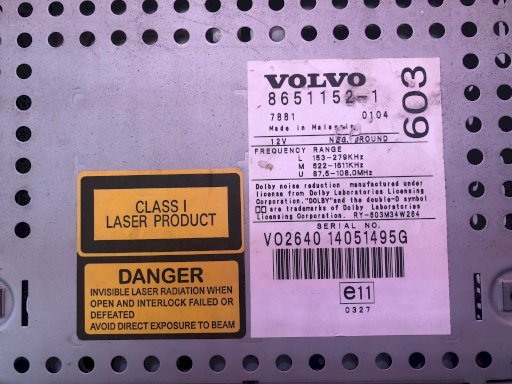 VOLVO
8651152-1
7881 0104
Made in Malaysia
12V NEG. GROUND
603
FREQUENCY RANGE
L 153-279KHz
M 522-1611KHz
U 87.5-108.0MHz
Dolby noise reduction manufactured under
license from Dolby Laboratories Licensing
Corporation. "DOLBY" and the double-D symbol
are trademarks of Dolby Laboratories
Licensing Corporation. RY-603M34W264
SERIAL NO.
VO2640 14051495G
e11
0327
CLASS I
LASER PRODUCT
DANGER
INVISIBLE LASER RADIATION WHEN
OPEN AND INTERLOCK FAILED OR
DEFEATED
AVOID DIRECT EXPOSURE TO BEAM